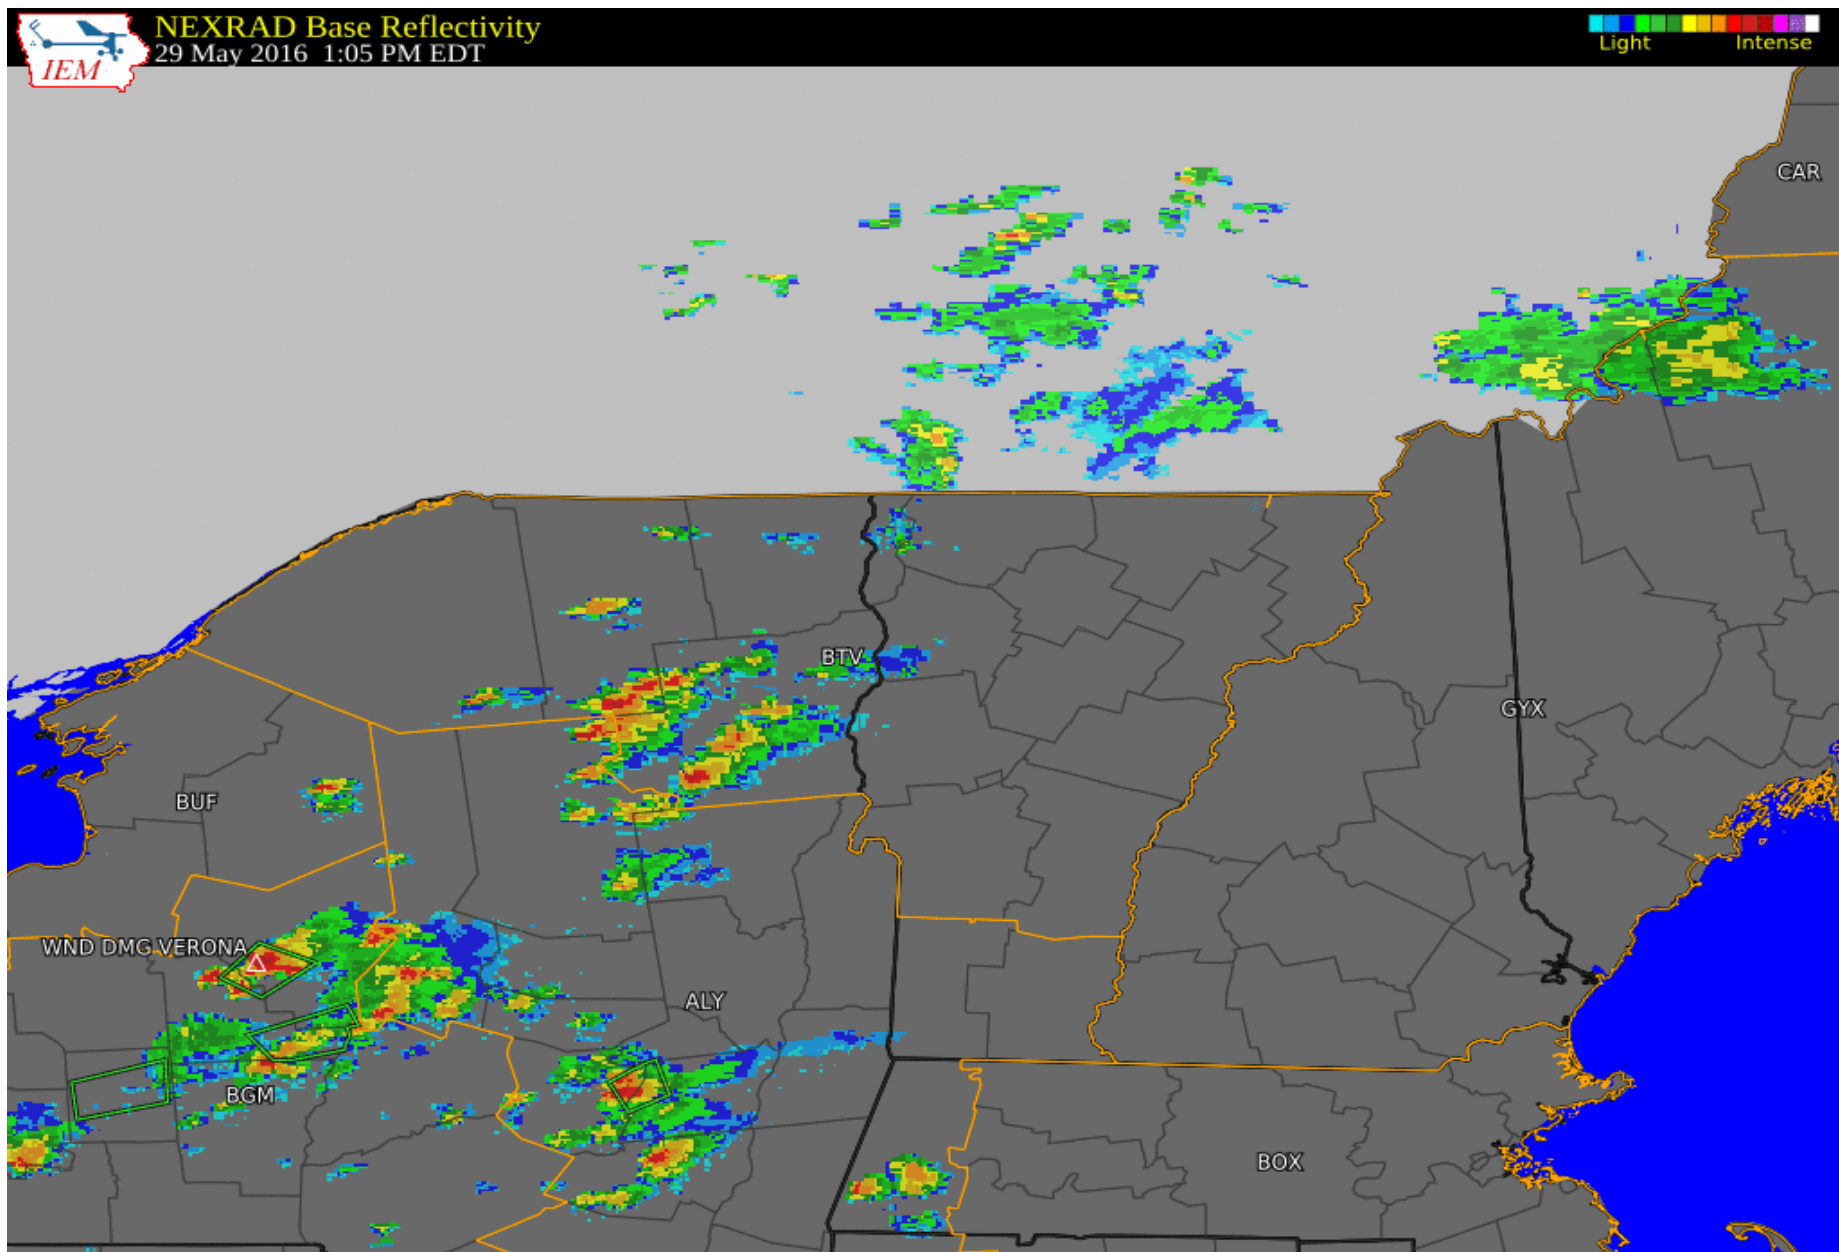 IEM
NEXRAD Base Reflectivity
29 May 2016 1:05 PM EDT
Light Intense
CAR
BTV
GYX
BUF
WND DMG VERONA
ALY
BGM
BOX